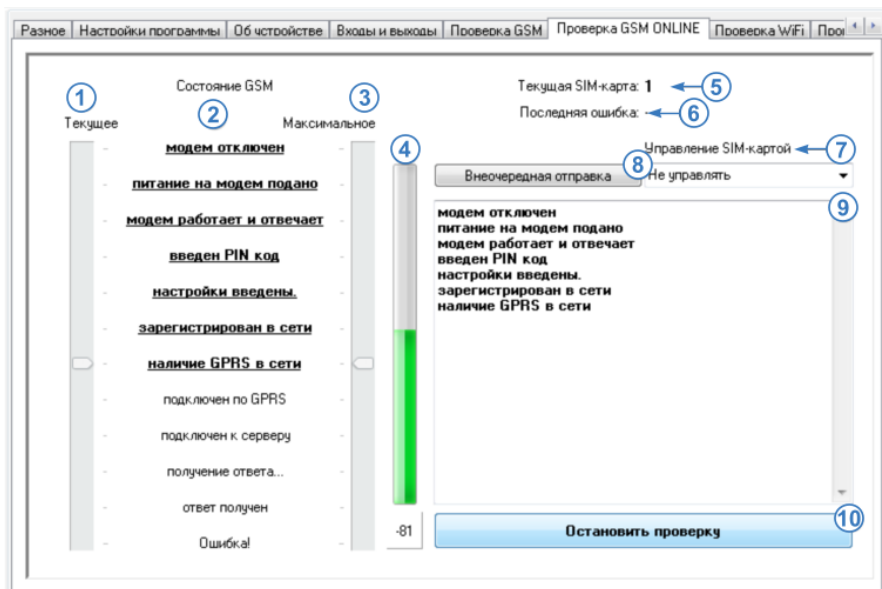 Разное Настройки программы Об устройстве Входы и выходы Проверка GSM Проверка GSM ONLINE Проверка WiFi
Состояние GSM
1 2 3
Текущее Максимальное
модем отключен
питание на модем подано
модем работает и отвечает
введен PIN код
настройки введены.
зарегистрирован в сети
наличие GPRS в сети
подключен по GPRS
подключен к серверу
получение ответа...
ответ получен
Ошибка!
4
-81
Текущая SIM-карта: 1 5
Последняя ошибка: - 6
Управление SIM-картой 7
Внеочередная отправка 8 Не управлять
9
модем отключен
питание на модем подано
модем работает и отвечает
введен PIN код
настройки введены.
зарегистрирован в сети
наличие GPRS в сети
Остановить проверку 10